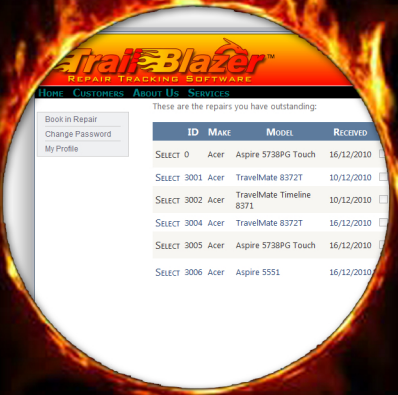 Trail Blazer™
REPAIR TRACKING SOFTWARE
HOME CUSTOMERS ABOUT US SERVICES
These are the repairs you have outstanding:
Book in Repair
Change Password
My Profile
ID MAKE MODEL RECEIVED
SELECT 0 Acer Aspire 5738PG Touch 16/12/2010
SELECT 3001 Acer TravelMate 8372T 10/12/2010
SELECT 3002 Acer TravelMate Timeline 8371 10/12/2010
SELECT 3004 Acer TravelMate 8372T 16/12/2010
SELECT 3005 Acer Aspire 5738PG Touch 16/12/2010
SELECT 3006 Acer Aspire 5551 16/12/2010